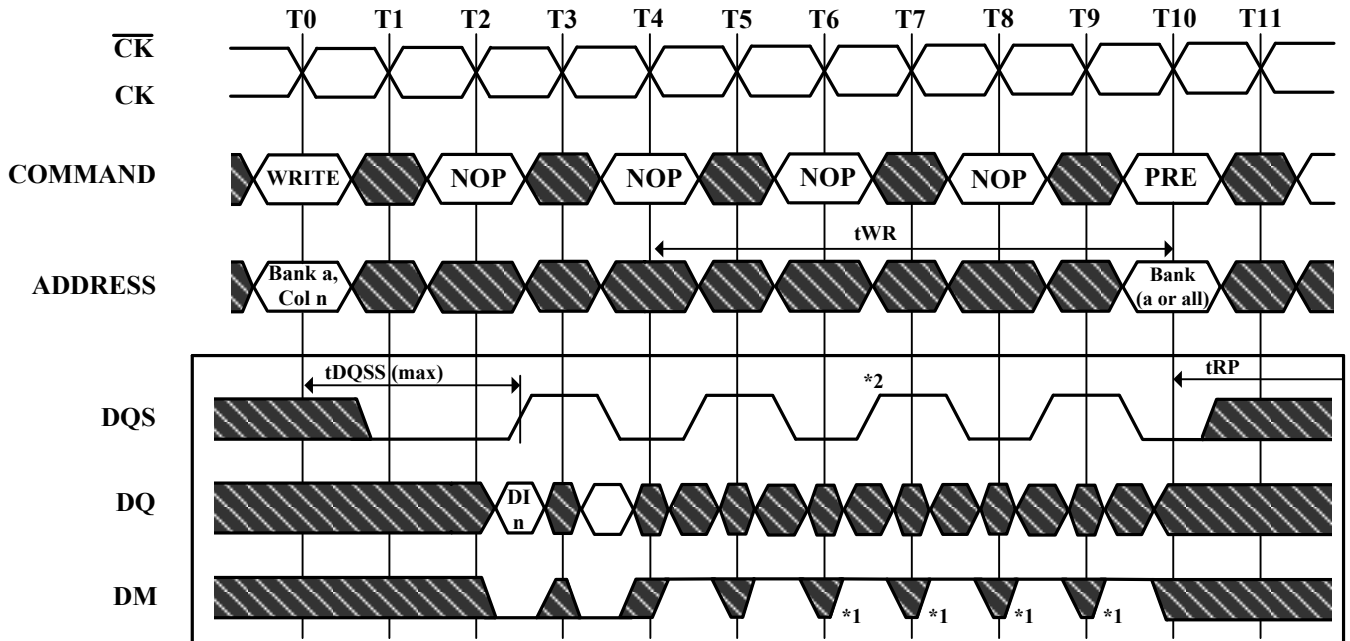 T0 T1 T2 T3 T4 T5 T6 T7 T8 T9 T10 T11
CK
CK
COMMAND
WRITE NOP NOP NOP NOP PRE
tWR
ADDRESS
Bank a,
Col n
Bank
(a or all)
tDQSS (max)
tRP
*2
DQS
DQ
DI
n
DM
*1 *1 *1 *1